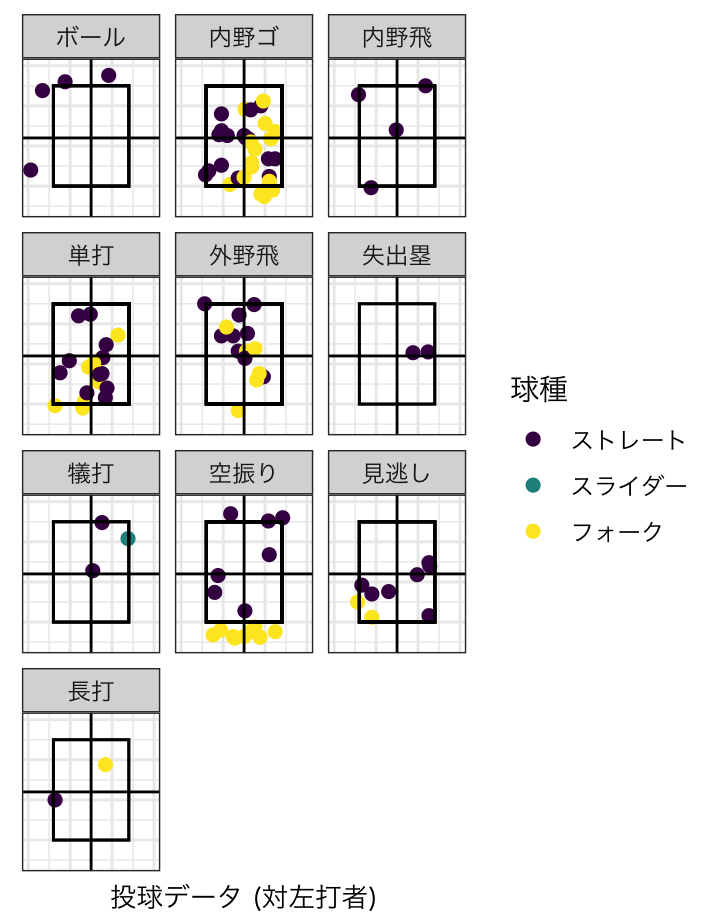 ボール
内野ゴ
内野飛
単打
外野飛
失出塁
犠打
空振り
見逃し
長打
球種
ストレート
スライダー
フォーク
投球データ (対左打者)